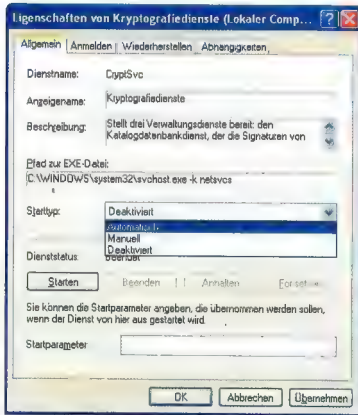 Eigenschaften von Kryptografiedienste (Lokaler Comp...
Allgemein Anmelden Wiederherstellen Abhängigkeiten
Dienstname: CryptSvc
Anzeigename: Kryptografiedienste
Beschreibung: Stellt drei Verwaltungsdienste bereit: den
Katalogdatenbankdienst, der die Signaturen von
Pfad zur EXE-Datei:
C:\WINDOWS\system32\svchost.exe -k netsvcs
Starttyp: Deaktiviert
Automatisch
Manuell
Deaktiviert
Dienststatus: Beendet
Starten Beenden Anhalten Fortsetzen
Sie können die Startparameter angeben, die übernommen werden sollen,
wenn der Dienst von hier aus gestartet wird.
Startparameter:
OK Abbrechen Übernehmen